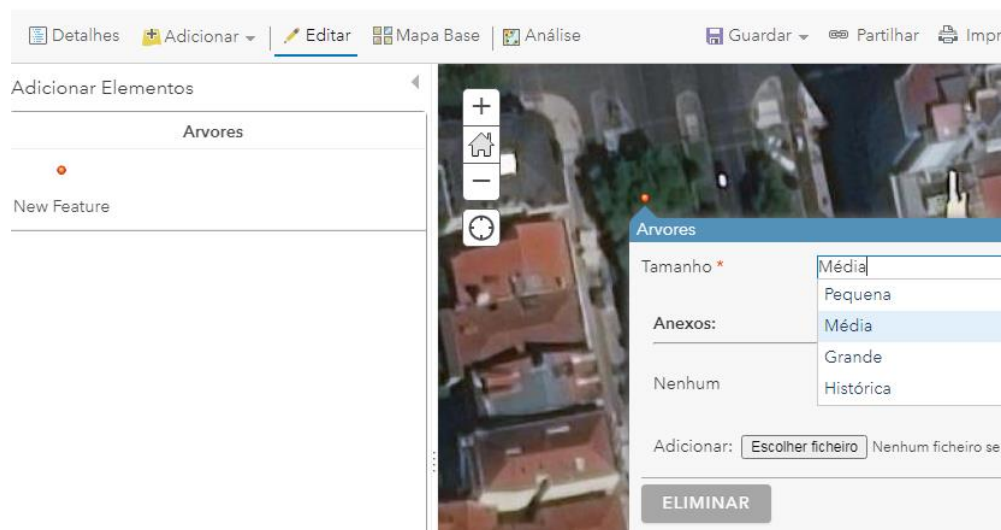 Detalhes Adicionar Editar Mapa Base Análise Guardar Partilhar
Adicionar Elementos
Arvores
New Feature
Arvores
Tamanho * Média
Pequena
Média
Grande
Histórica
Anexos:
Nenhum
Adicionar: Escolher ficheiro Nenhum ficheiro
ELIMINAR